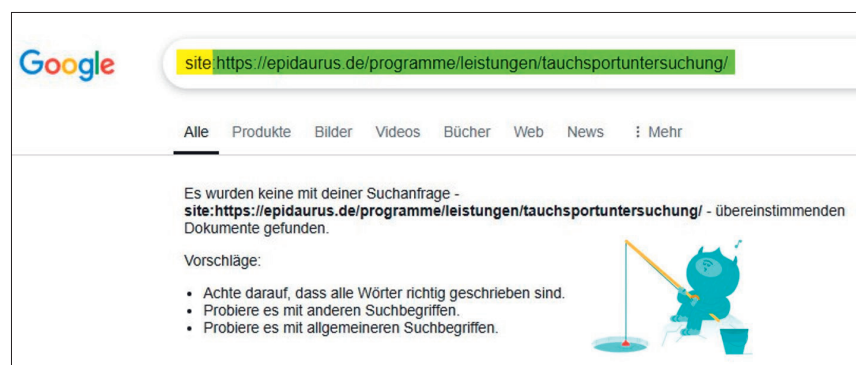 Google
site:https://epidaurus.de/programme/leistungen/tauchsportuntersuchung/
Alle Produkte Bilder Videos Bücher Web News ⋮ Mehr
Es wurden keine mit deiner Suchanfrage -
site:https://epidaurus.de/programme/leistungen/tauchsportuntersuchung/ - übereinstimmenden
Dokumente gefunden.
Vorschläge:
• Achte darauf, dass alle Wörter richtig geschrieben sind.
• Probiere es mit anderen Suchbegriffen.
• Probiere es mit allgemeineren Suchbegriffen.